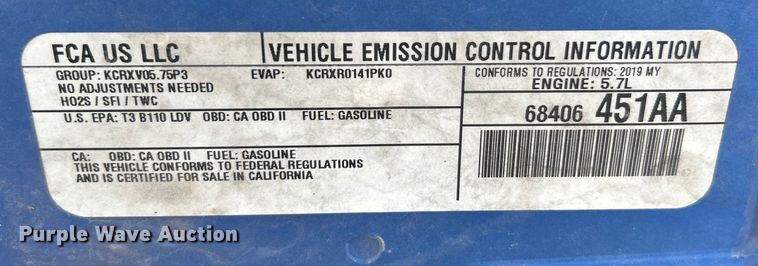 FCA US LLC
VEHICLE EMISSION CONTROL INFORMATION
GROUP: KCRXV05.75P3 EVAP: KCRXR0141PK0
CONFORMS TO REGULATIONS: 2019 MY
NO ADJUSTMENTS NEEDED
ENGINE: 5.7L
HO2S / SFI / TWC
68406 451AA
U.S. EPA: T3 B110 LDV OBD: CA OBD II FUEL: GASOLINE
CA: OBD: CA OBD II FUEL: GASOLINE
THIS VEHICLE CONFORMS TO FEDERAL REGULATIONS
AND IS CERTIFIED FOR SALE IN CALIFORNIA
Purple Wave Auction